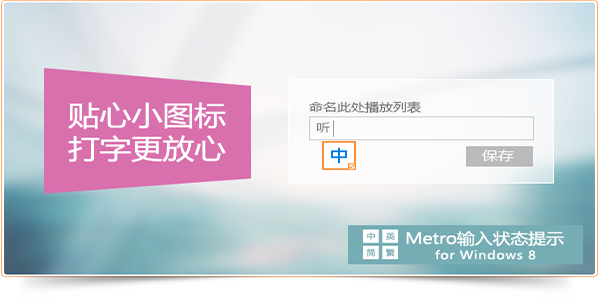 贴心小图标
打字更放心
命名此处播放列表
听
中
保存
中 英
简 繁
Metro输入状态提示
for Windows 8